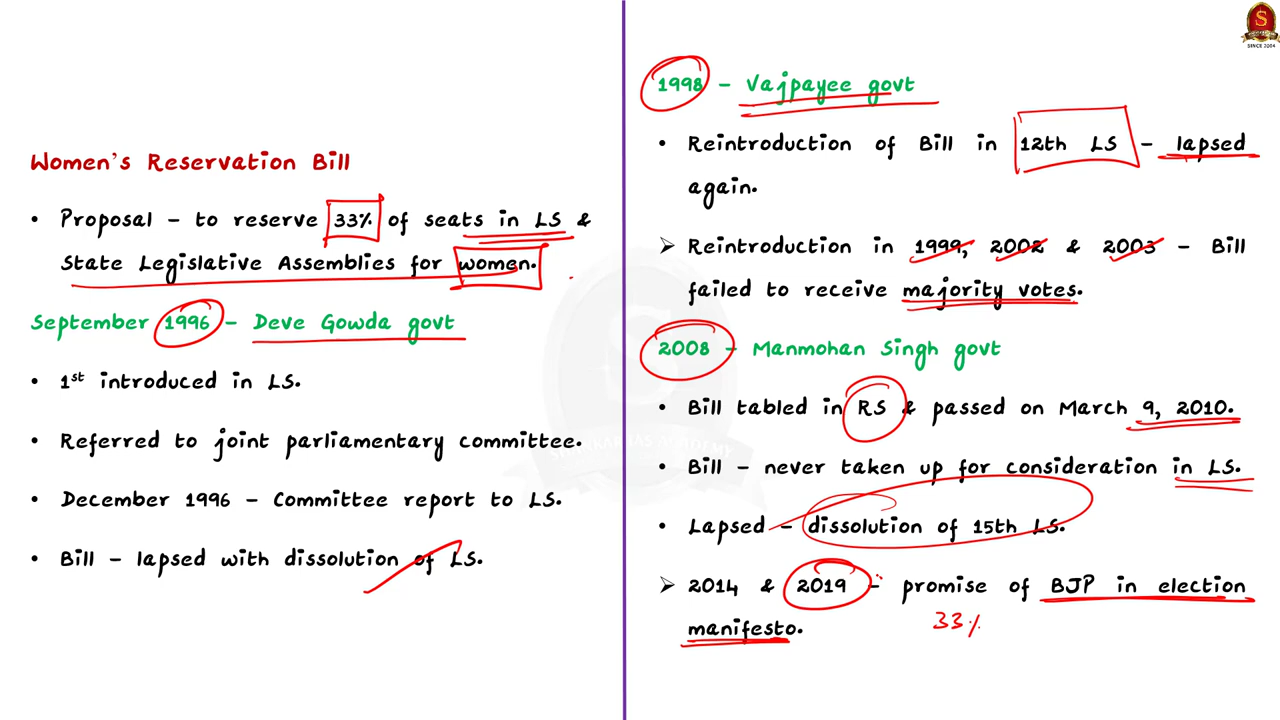 Women's Reservation Bill
• Proposal – to reserve 33% of seats in LS &
State Legislative Assemblies for women.
September 1996 – Deve Gowda govt
• 1st introduced in LS.
• Referred to joint parliamentary committee.
• December 1996 – Committee report to LS.
• Bill – lapsed with dissolution of LS.
S
SINCE 2004
1998 – Vajpayee govt
• Reintroduction of Bill in 12th LS – lapsed
again.
➢ Reintroduction in 1999, 2002 & 2003 – Bill
failed to receive majority votes.
2008 – Manmohan Singh govt
• Bill tabled in RS & passed on March 9, 2010.
• Bill – never taken up for consideration in LS.
• Lapsed – dissolution of 15th LS.
➢ 2014 & 2019 – promise of BJP in election
manifesto.
33%